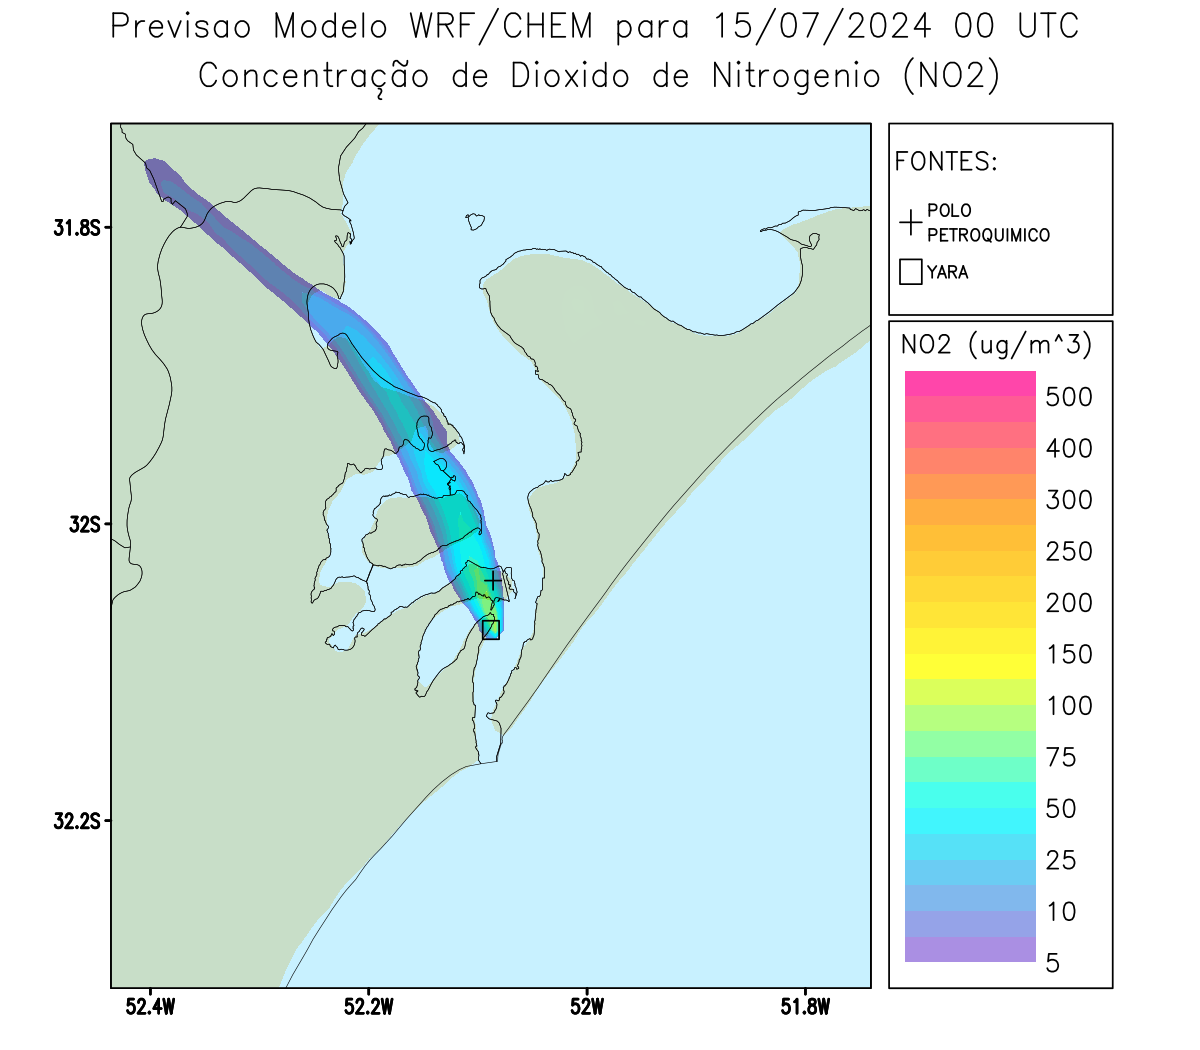 Previsao Modelo WRF/CHEM para 15/07/2024 00 UTC
Concentração de Dioxido de Nitrogenio (NO2)
FONTES:
POLO
PETROQUIMICO
YARA
NO2 (ug/m^3)
500
400
300
250
200
150
100
75
50
25
10
5
31.8S
32S
32.2S
52.4W
52.2W
52W
51.8W